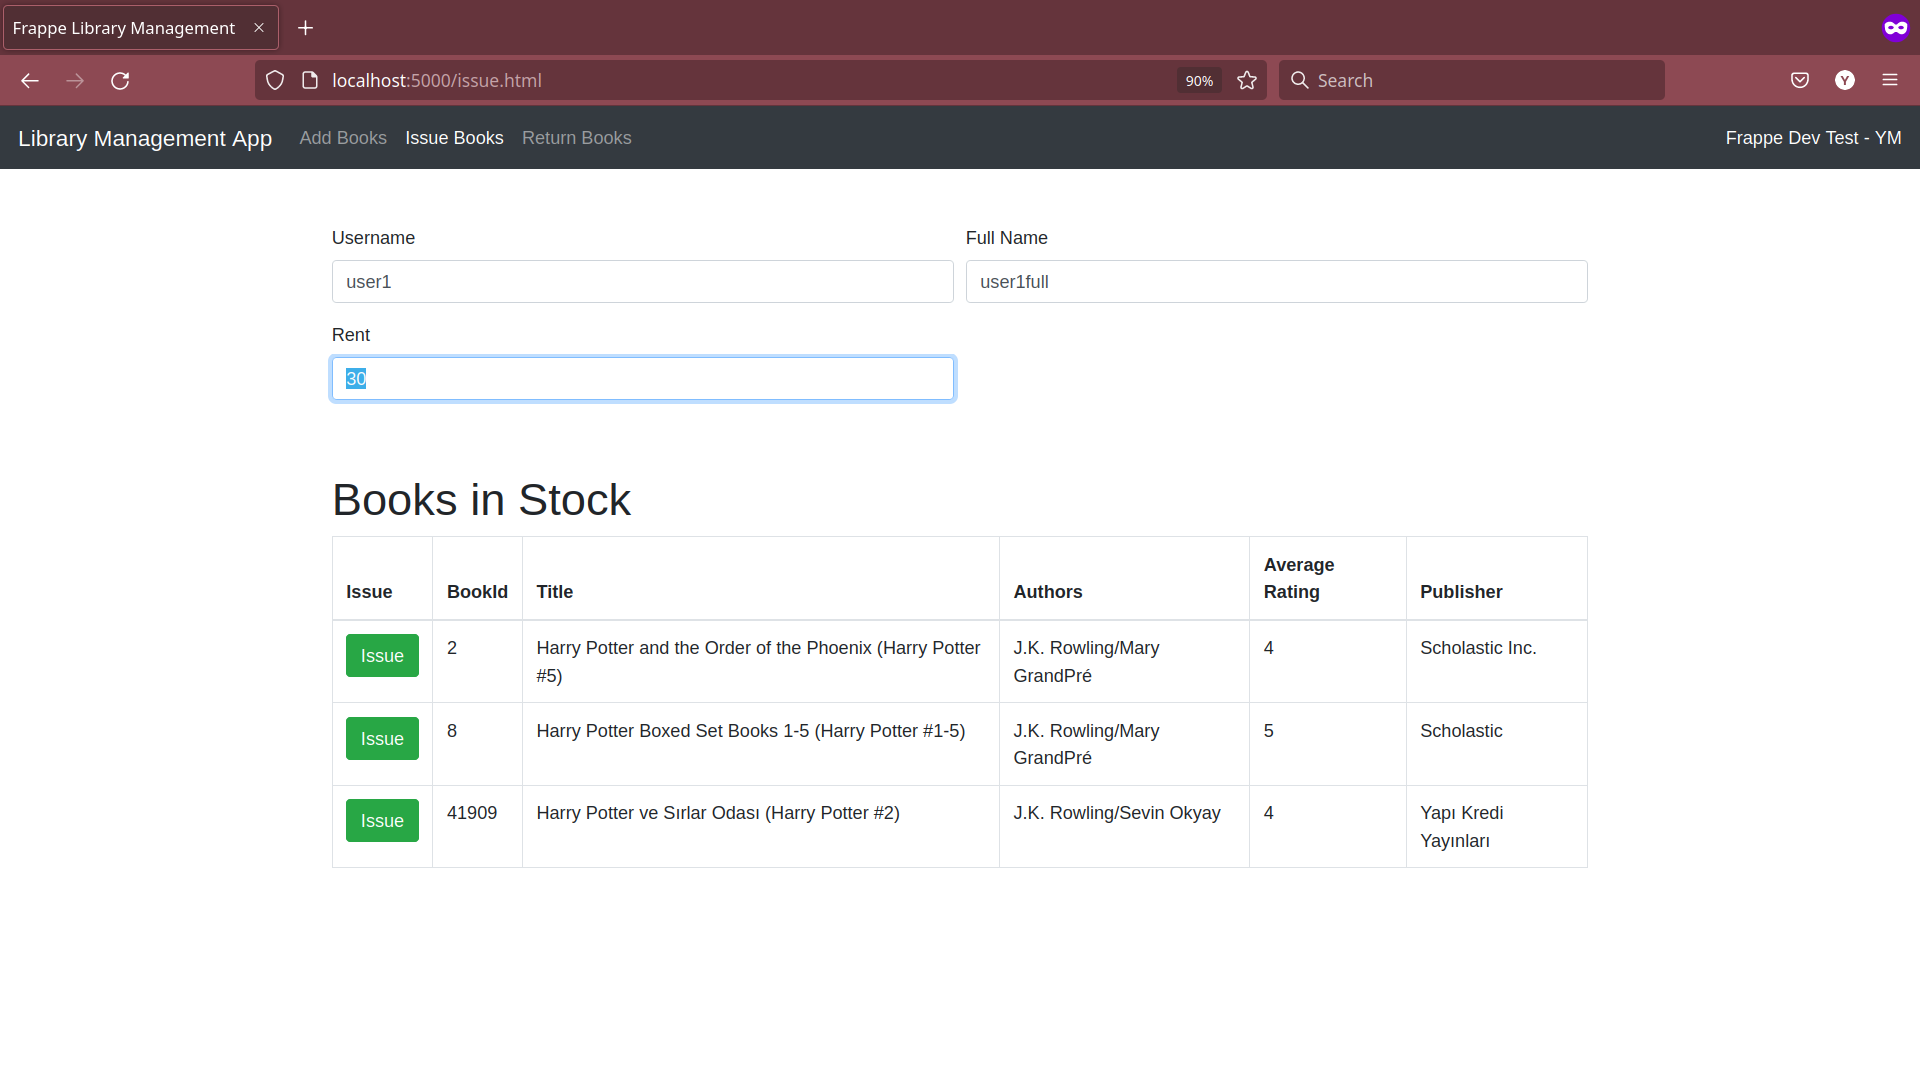 Frappe Library Management
localhost:5000/issue.html
90%
Search
Y
Library Management App
Add Books
Issue Books
Return Books
Frappe Dev Test - YM
Username
Full Name
user1
user1full
Rent
30
Books in Stock
Issue
BookId
Title
Authors
Average
Rating
Publisher
Issue
2
Harry Potter and the Order of the Phoenix (Harry Potter
#5)
J.K. Rowling/Mary
GrandPré
4
Scholastic Inc.
Issue
8
Harry Potter Boxed Set Books 1-5 (Harry Potter #1-5)
J.K. Rowling/Mary
GrandPré
5
Scholastic
Issue
41909
Harry Potter ve Sırlar Odası (Harry Potter #2)
J.K. Rowling/Sevin Okyay
4
Yapı Kredi
Yayınları